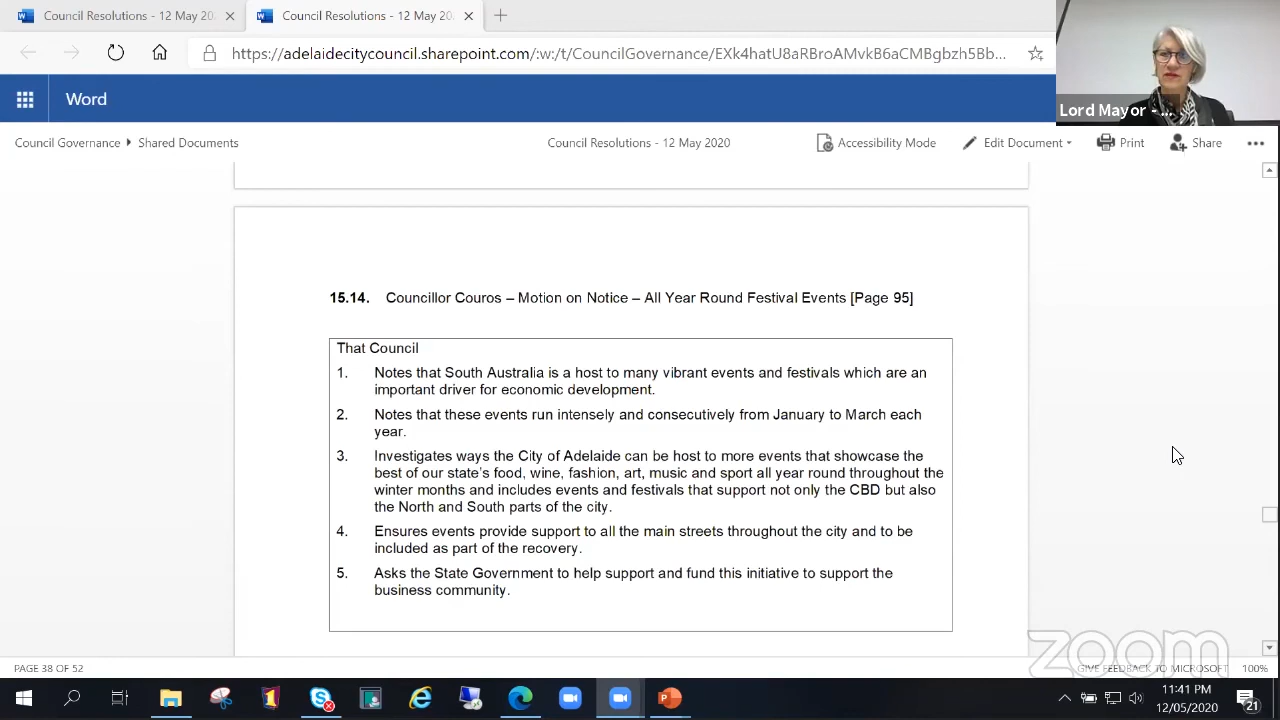 Council Resolutions - 12 May 202
Council Resolutions - 12 May 202
https://adelaidecitycouncil.sharepoint.com/:w:/t/CouncilGovernance/EXk4hatU8aRBroAMvkB6aCMBgbzh5Bb...
Lord Mayor - ...
Word
Council Governance Shared Documents
Council Resolutions - 12 May 2020
Accessibility Mode
Edit Document
Print
Share
15.14. Councillor Couros – Motion on Notice – All Year Round Festival Events [Page 95]
That Council
1. Notes that South Australia is a host to many vibrant events and festivals which are an
important driver for economic development.
2. Notes that these events run intensely and consecutively from January to March each
year.
3. Investigates ways the City of Adelaide can be host to more events that showcase the
best of our state's food, wine, fashion, art, music and sport all year round throughout the
winter months and includes events and festivals that support not only the CBD but also
the North and South parts of the city.
4. Ensures events provide support to all the main streets throughout the city and to be
included as part of the recovery.
5. Asks the State Government to help support and fund this initiative to support the
business community.
zoom
PAGE 38 OF 52
GIVE FEEDBACK TO MICROSOFT
100%
11:41 PM
12/05/2020
21